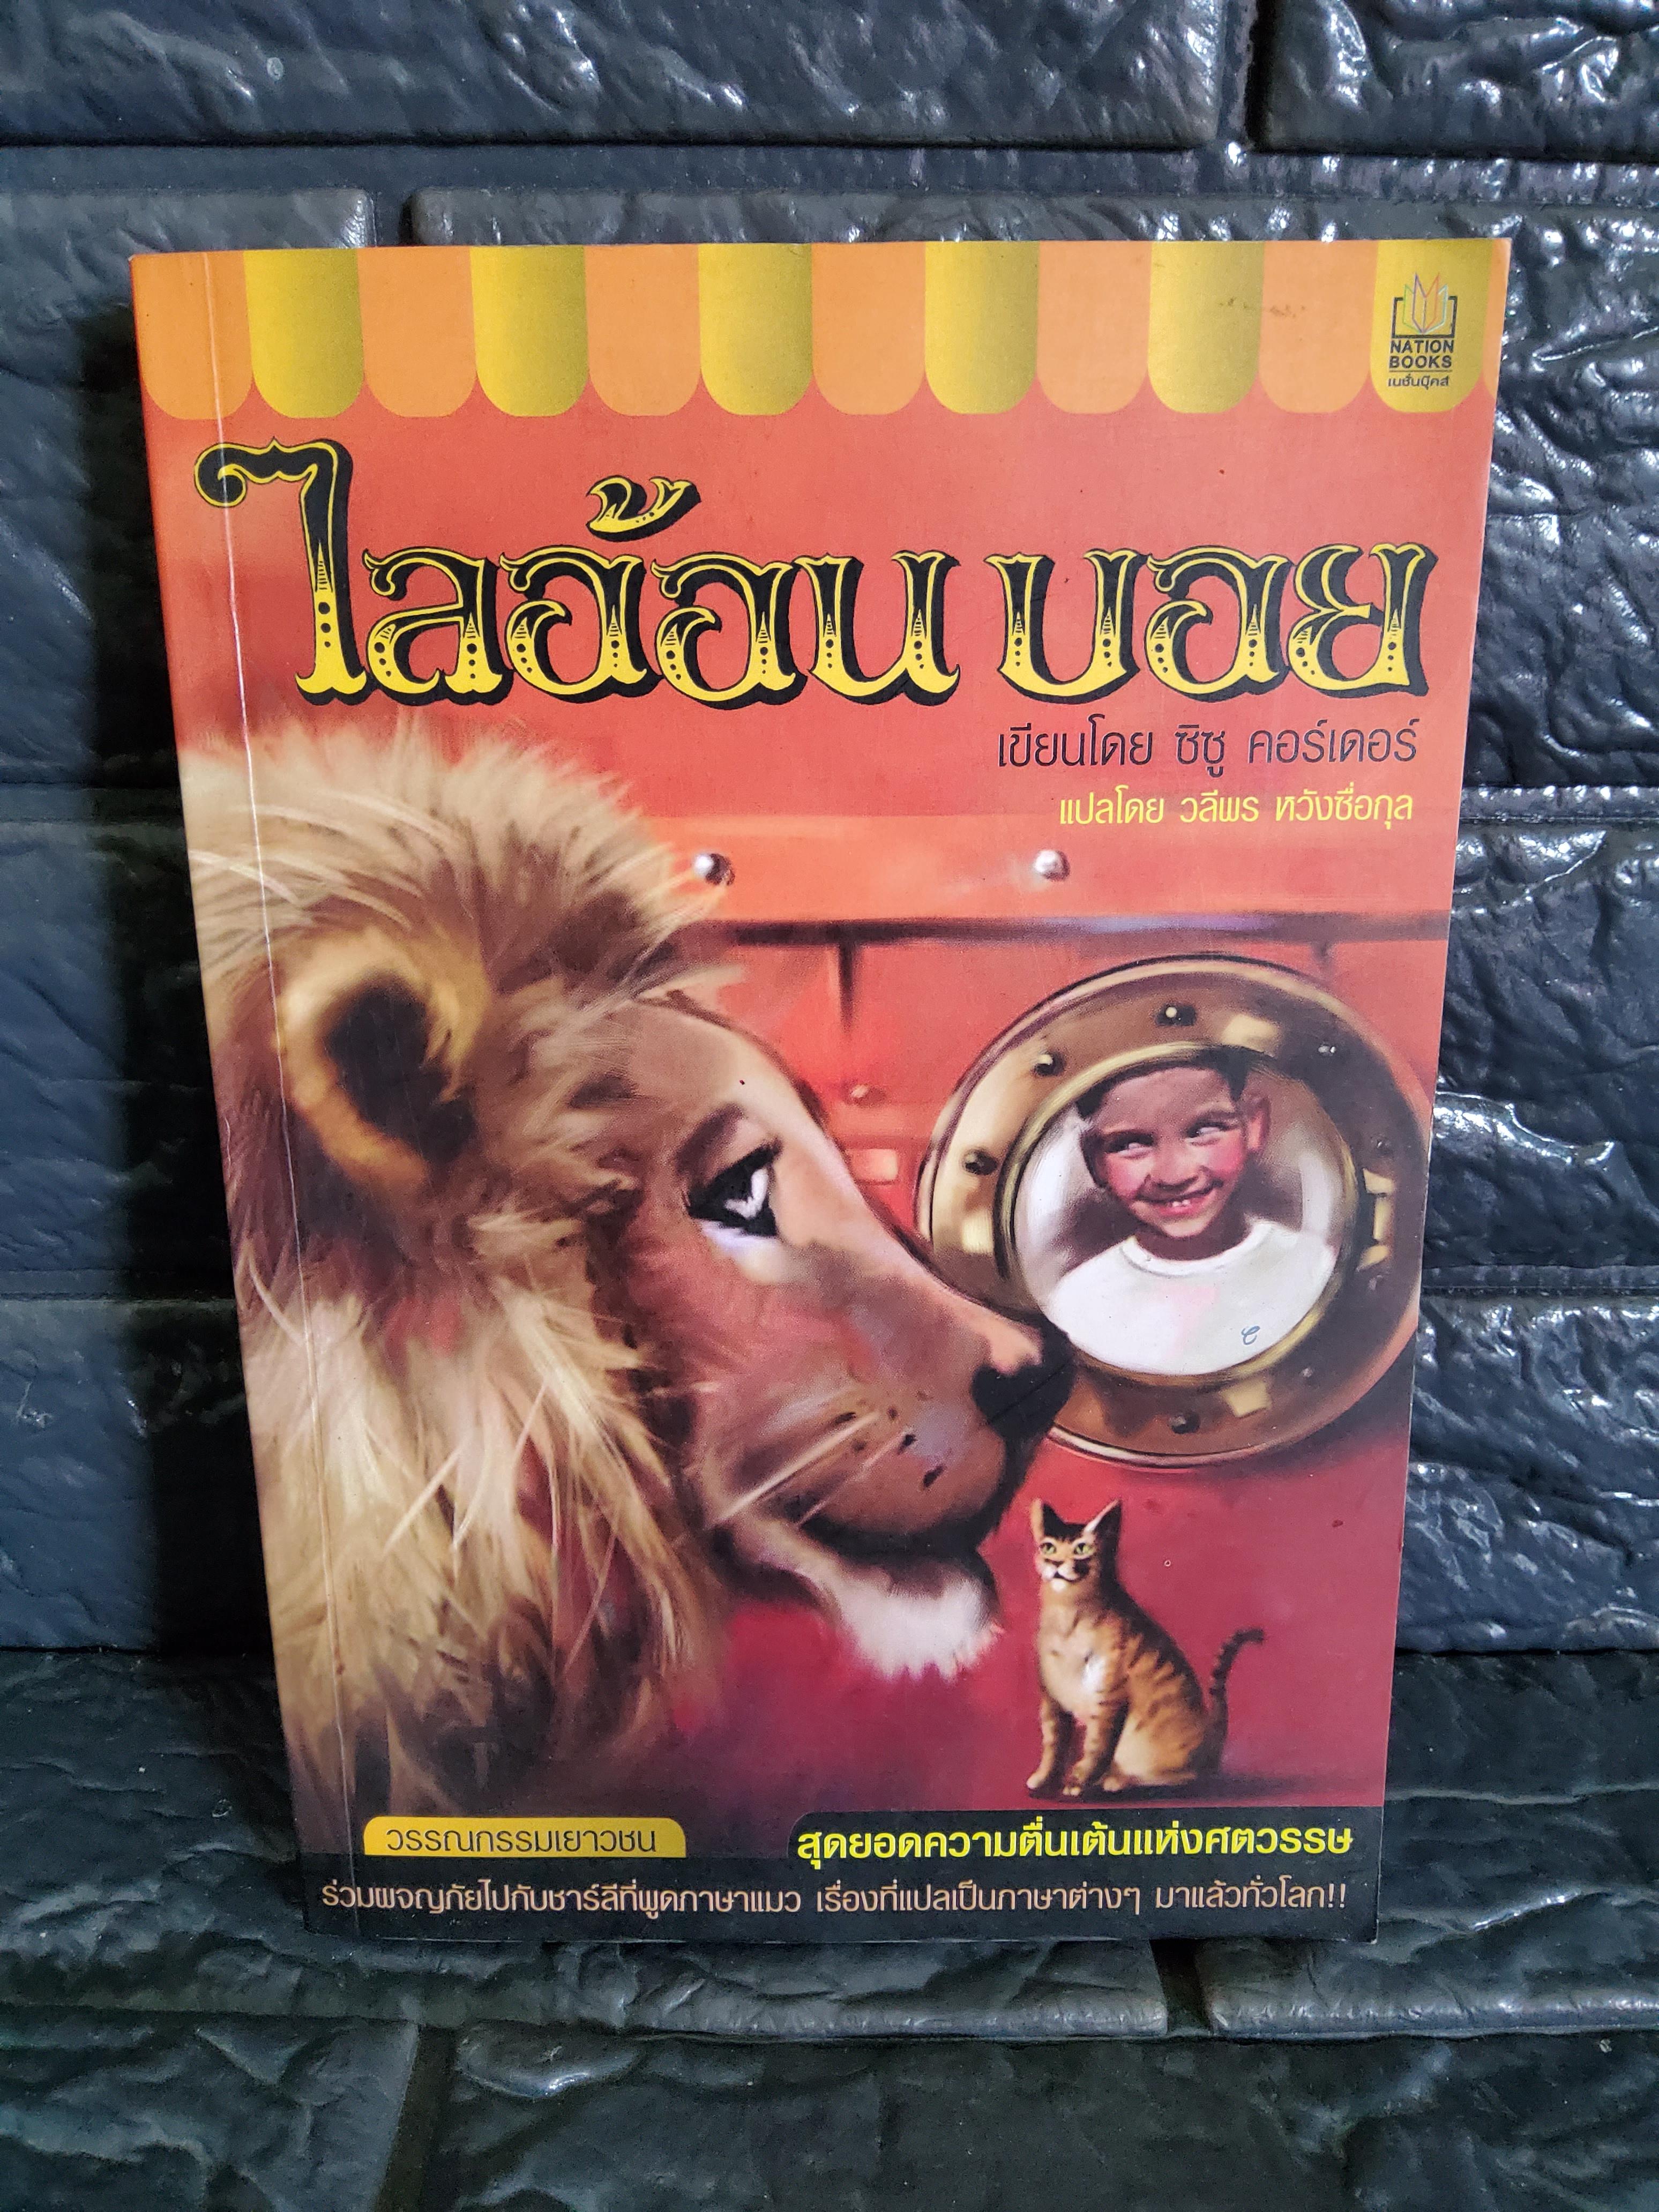 NATION
BOOKS
เนชั่นบุ๊คส์
ไลอ้อน บอย
เขียนโดย ซิซู คอร์เดอร์
แปลโดย วลีพร หวังซื่อกุล
วรรณกรรมเยาวชน
สุดยอดความตื่นเต้นแห่งศตวรรษ
ร่วมผจญภัยไปกับชาร์ลีที่พูดภาษาแมว เรื่องที่แปลเป็นภาษาต่างๆ มาแล้วทั่วโลก!!